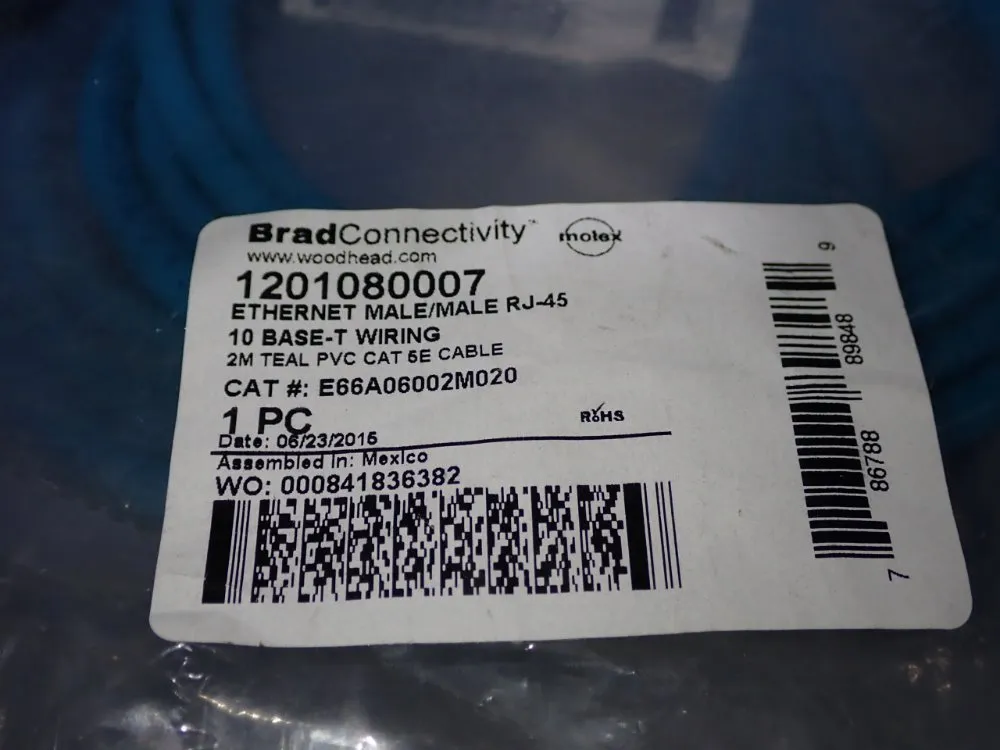 BradConnectivity™ molex
www.woodhead.com
1201080007
ETHERNET MALE/MALE RJ-45
10 BASE-T WIRING
2M TEAL PVC CAT 5E CABLE
CAT #: E66A06002M020
1 PC
RoHS
Date: 06/23/2015
Assembled In: Mexico
WO: 000841836382
7 86788 89848 9